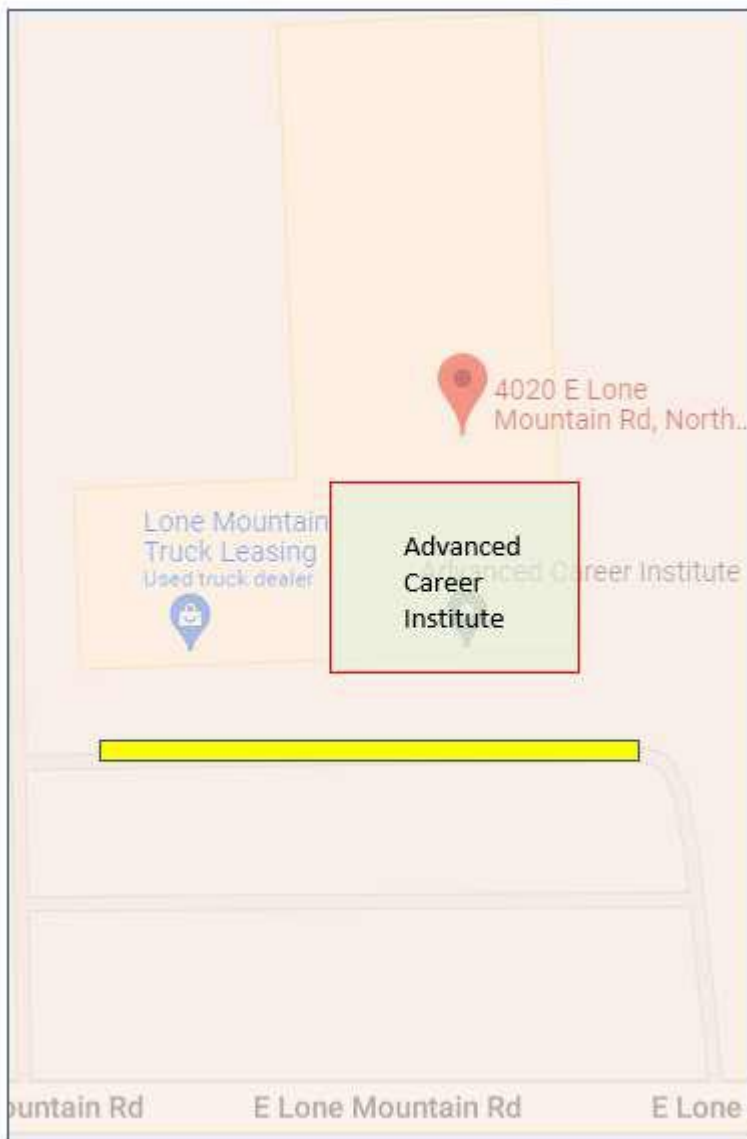 4020 E Lone
Mountain Rd, North...
Lone Mountain
Truck Leasing
Used truck dealer
Advanced
Career
Institute
Advanced Career Institute
ountain Rd
E Lone Mountain Rd
E Lone